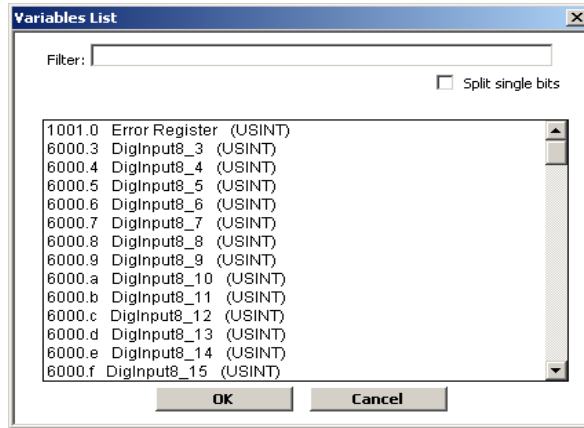 Variables List
Filter:
Split single bits
1001.0 Error Register (USINT)
6000.3 DigInput8_3 (USINT)
6000.4 DigInput8_4 (USINT)
6000.5 DigInput8_5 (USINT)
6000.6 DigInput8_6 (USINT)
6000.7 DigInput8_7 (USINT)
6000.8 DigInput8_8 (USINT)
6000.9 DigInput8_9 (USINT)
6000.a DigInput8_10 (USINT)
6000.b DigInput8_11 (USINT)
6000.c DigInput8_12 (USINT)
6000.d DigInput8_13 (USINT)
6000.e DigInput8_14 (USINT)
6000.f DigInput8_15 (USINT)
OK Cancel